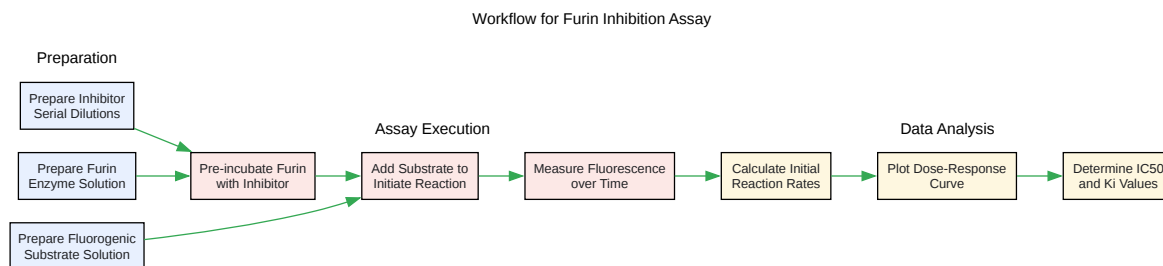 Workflow for Furin Inhibition Assay
Preparation
Prepare Inhibitor
Serial Dilutions
Prepare Furin
Enzyme Solution
Prepare Fluorogenic
Substrate Solution
Assay Execution
Pre-incubate Furin
with Inhibitor
Add Substrate to
Initiate Reaction
Measure Fluorescence
over Time
Data Analysis
Calculate Initial
Reaction Rates
Plot Dose-Response
Curve
Determine IC50
and Ki Values